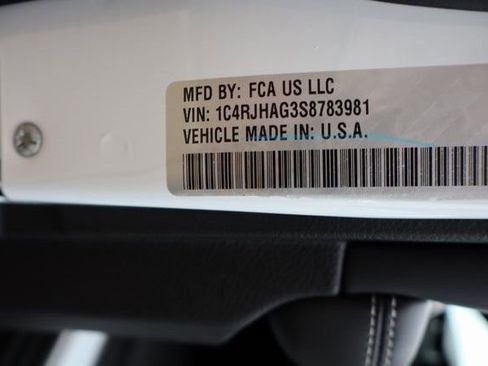 MFD BY: FCA US LLC
VIN: 1C4RJHAG3S8783981
VEHICLE MADE IN: U.S.A.